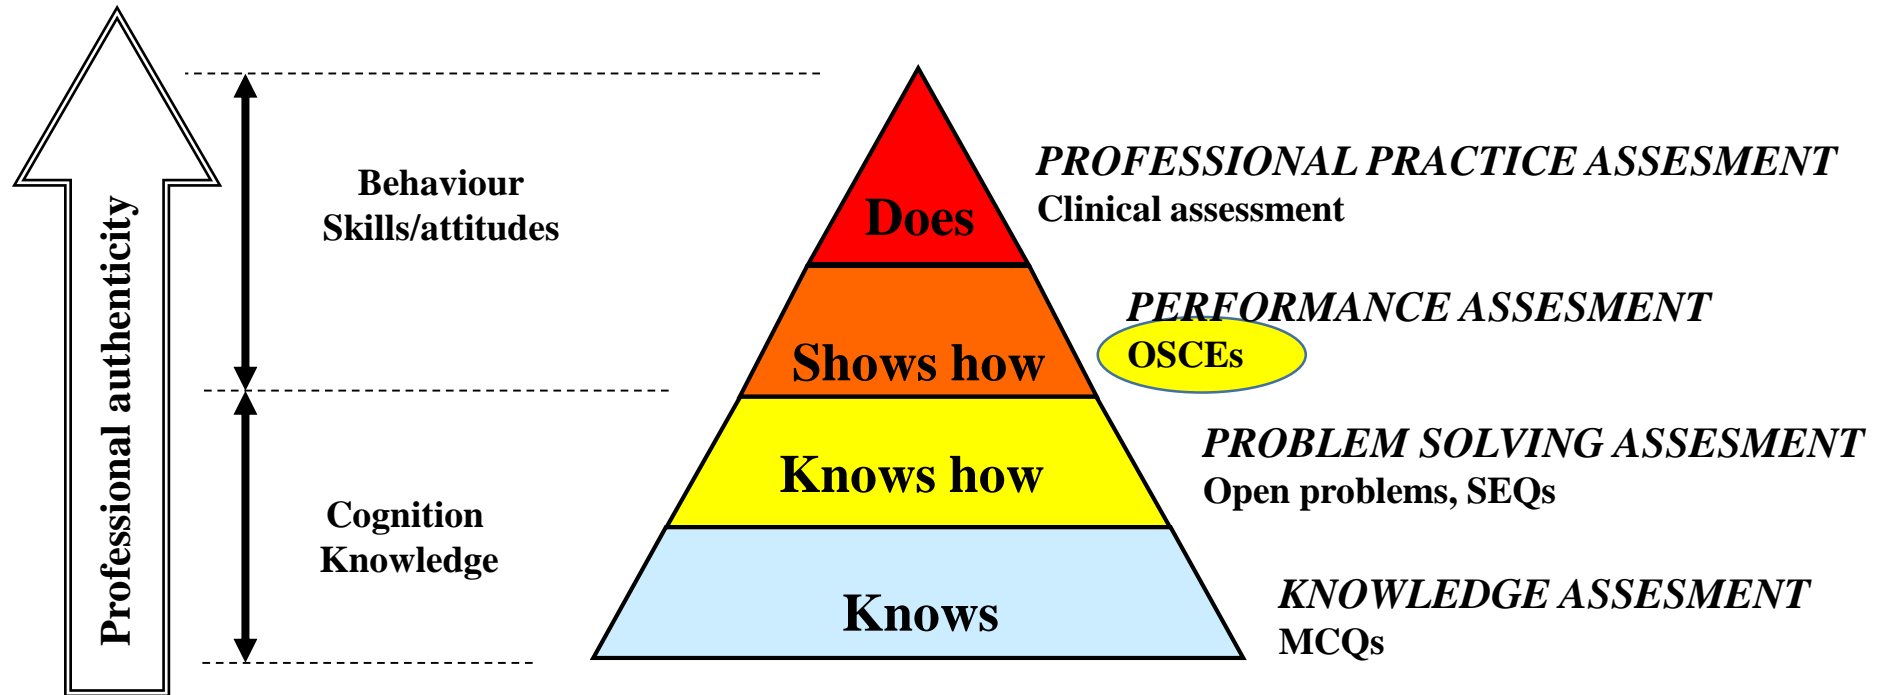 Professional authenticity
Behaviour
Skills/attitudes
Cognition
Knowledge
Does
Shows how
Knows how
Knows
PROFESSIONAL PRACTICE ASSESMENT
Clinical assessment
PERFORMANCE ASSESMENT
OSCEs
PROBLEM SOLVING ASSESMENT
Open problems, SEQs
KNOWLEDGE ASSESMENT
MCQs